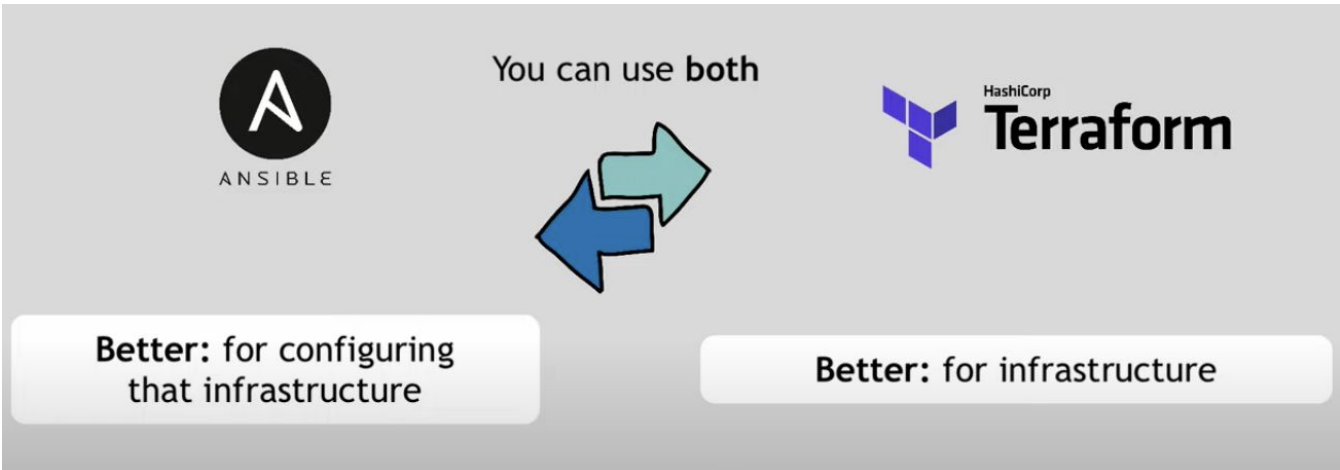 You can use both
ANSIBLE
HashiCorp
Terraform
Better: for configuring
that infrastructure
Better: for infrastructure